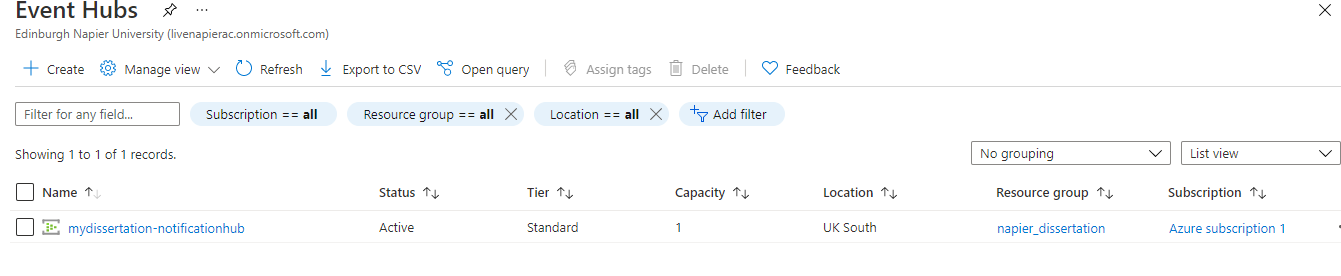 Event Hubs
Edinburgh Napier University (livenapierac.onmicrosoft.com)
Create Manage view Refresh Export to CSV Open query Assign tags Delete Feedback
Filter for any field... Subscription == all Resource group == all Location == all Add filter
Showing 1 to 1 of 1 records. No grouping List view
Name Status Tier Capacity Location Resource group Subscription
mydissertation-notificationhub Active Standard 1 UK South napier_dissertation Azure subscription 1